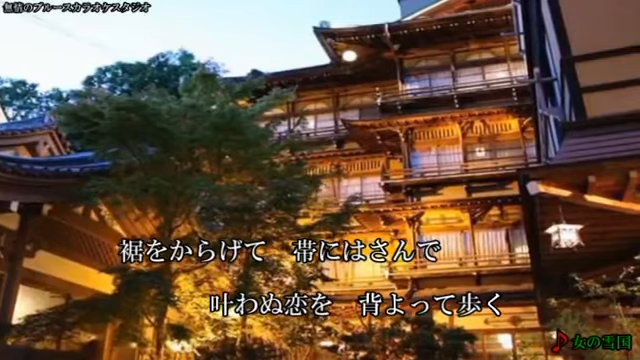 無情のブルースカラオケスタジオ
裾をからげて　帯にはさんで
叶わぬ恋を　背よって歩く
♪女の雪国